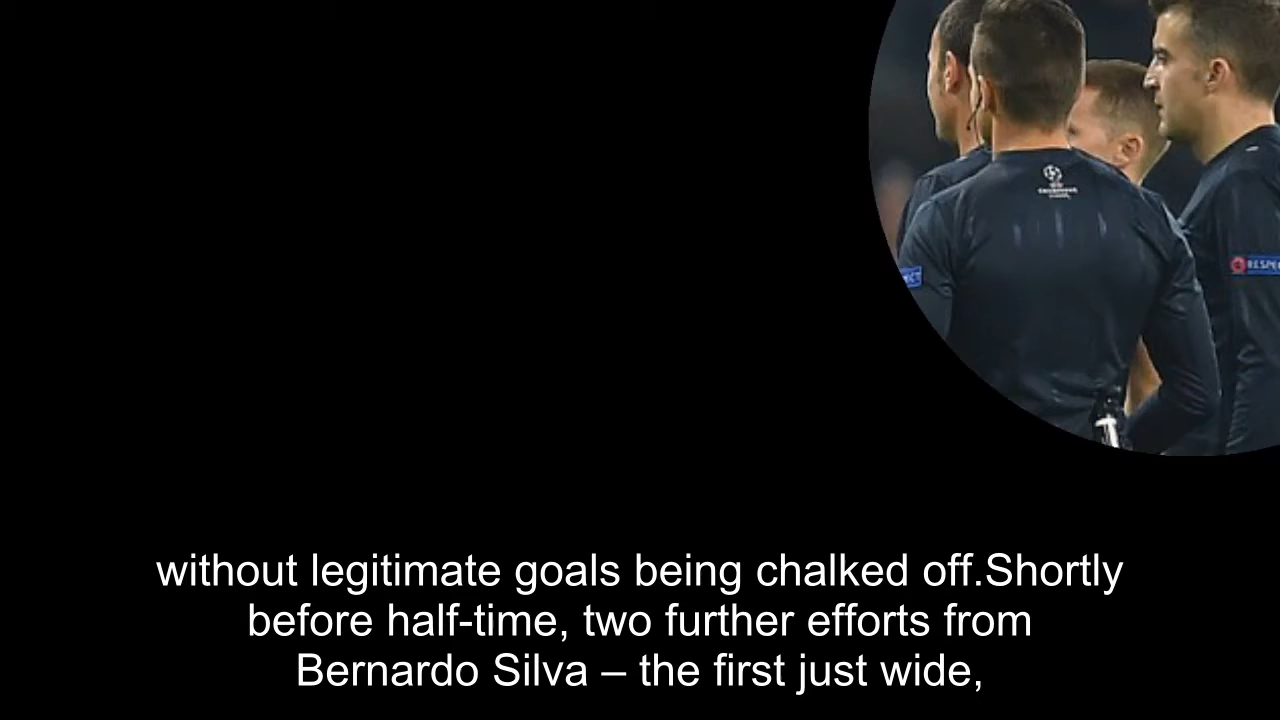 RESPE
without legitimate goals being chalked off.Shortly
before half-time, two further efforts from
Bernardo Silva – the first just wide,